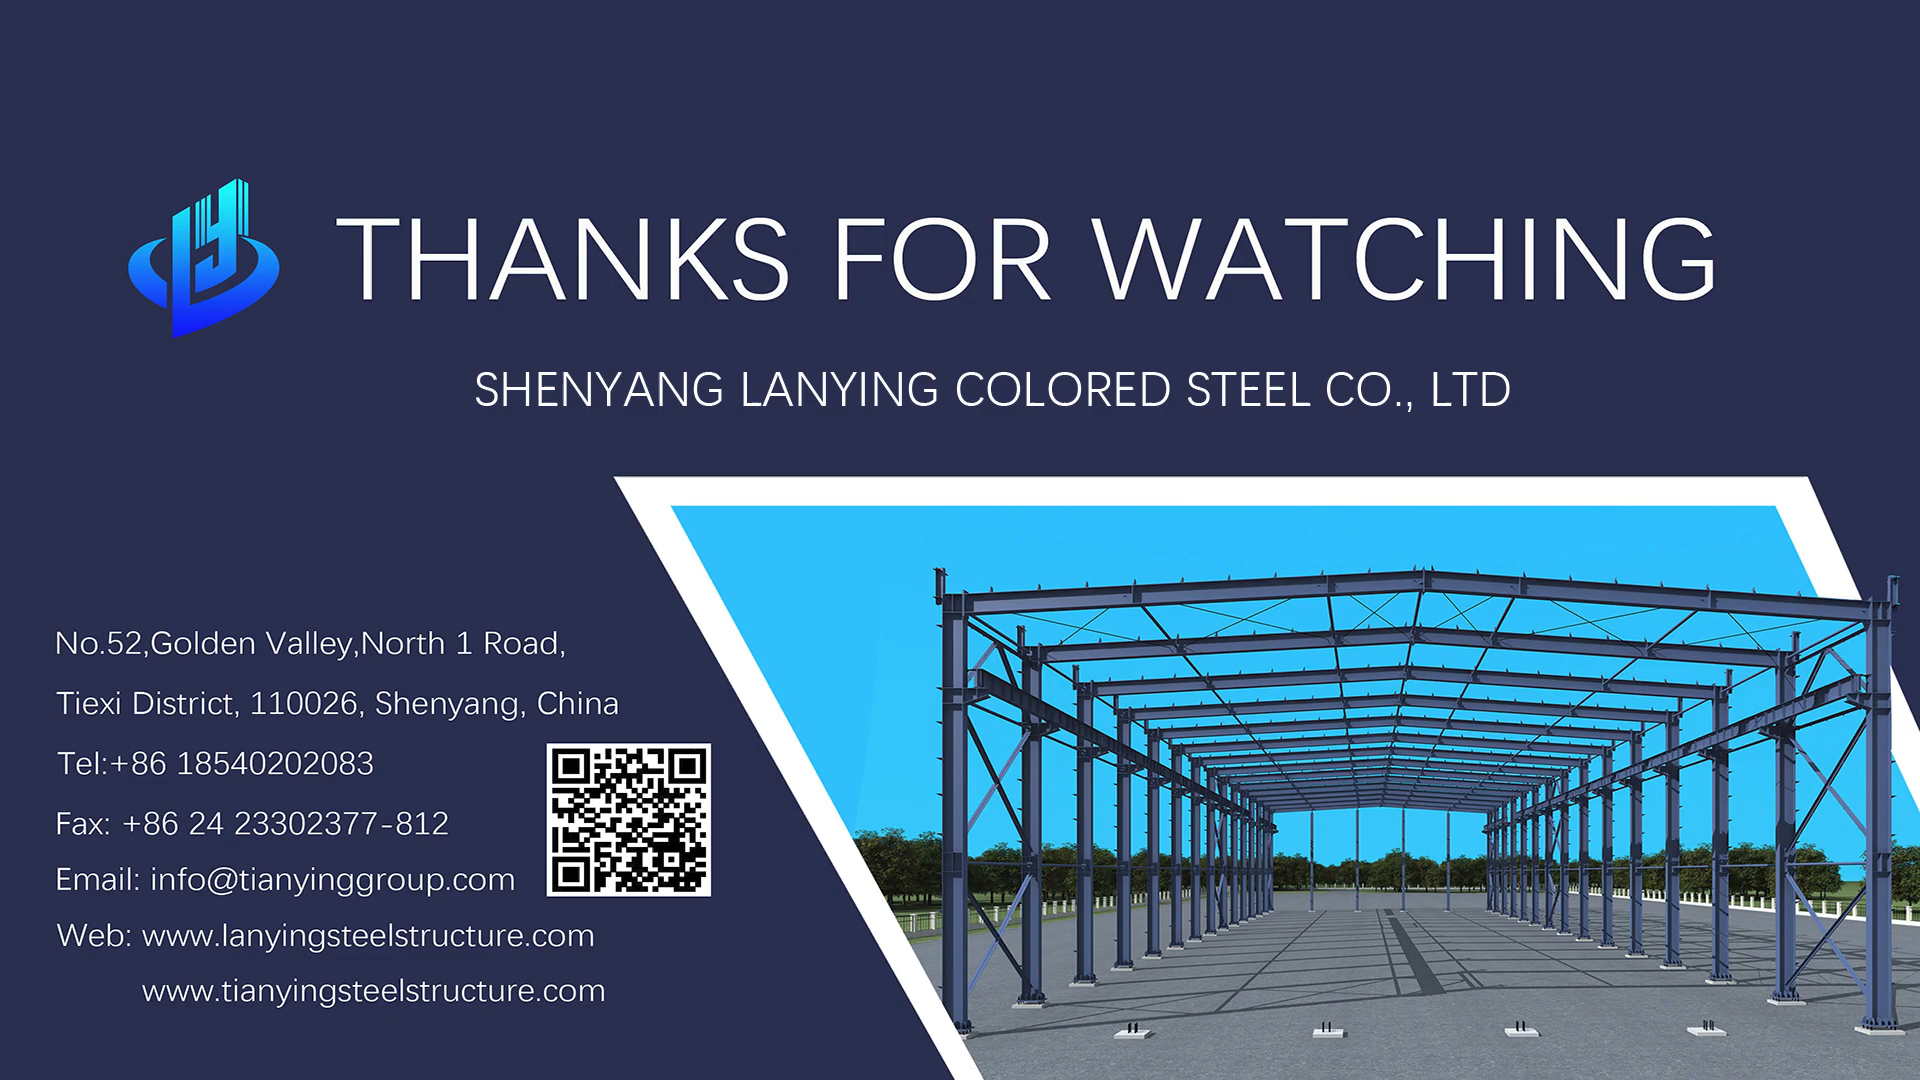 THANKS FOR WATCHING
SHENYANG LANYING COLORED STEEL CO., LTD
No.52,Golden Valley,North 1 Road,
Tiexi District, 110026, Shenyang, China
Tel:+86 18540202083
Fax: +86 24 23302377-812
Email: info@tianyinggroup.com
Web: www.lanyingsteelstructure.com
www.tianyingsteelstructure.com